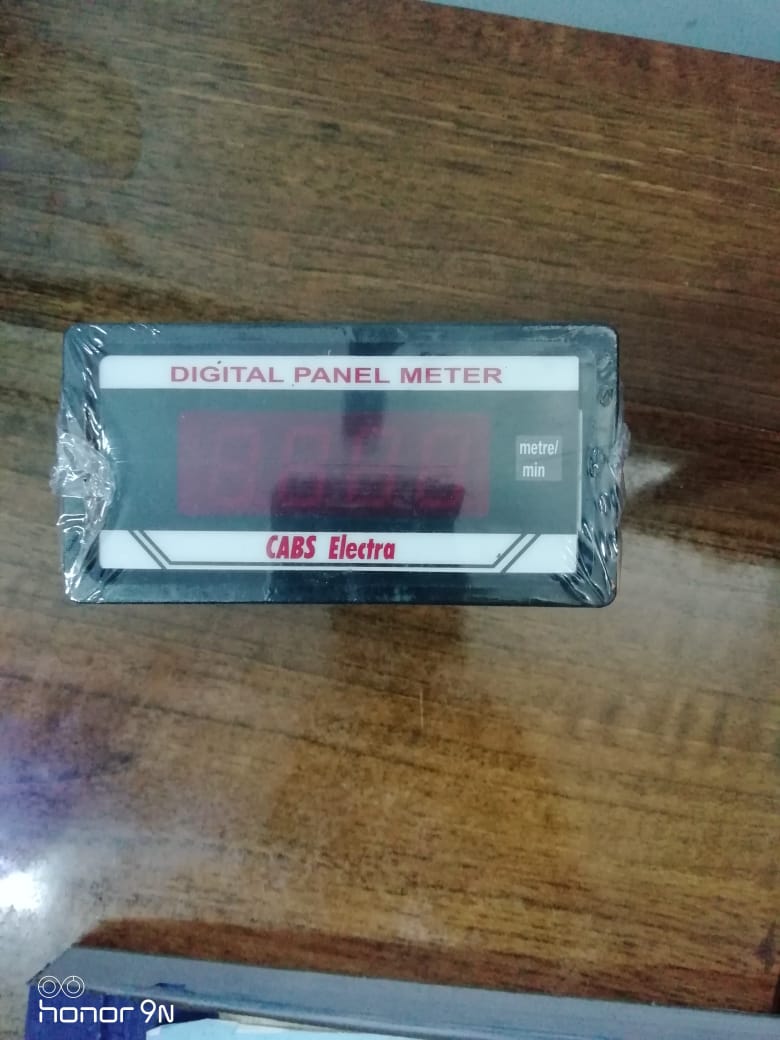 DIGITAL PANEL METER
metre/
min
CABS Electra
honor 9N